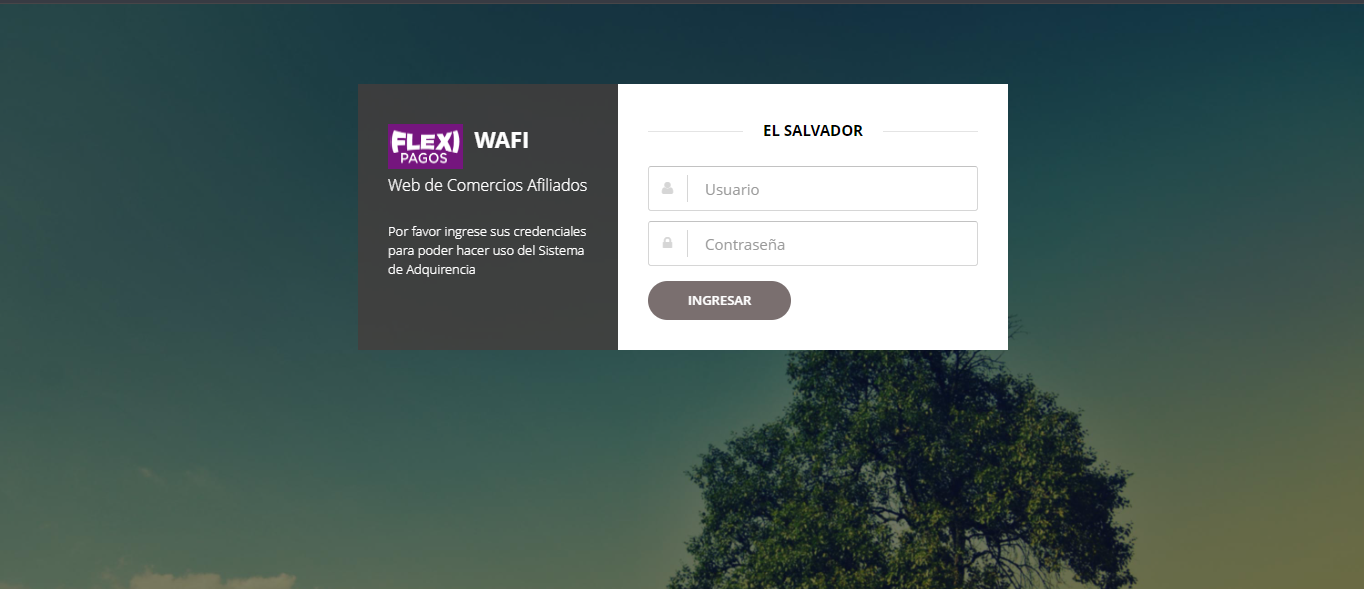 FLEXI
PAGOS
WAFI
Web de Comercios Afiliados
Por favor ingrese sus credenciales
para poder hacer uso del Sistema
de Adquirencia
EL SALVADOR
Usuario
Contraseña
INGRESAR